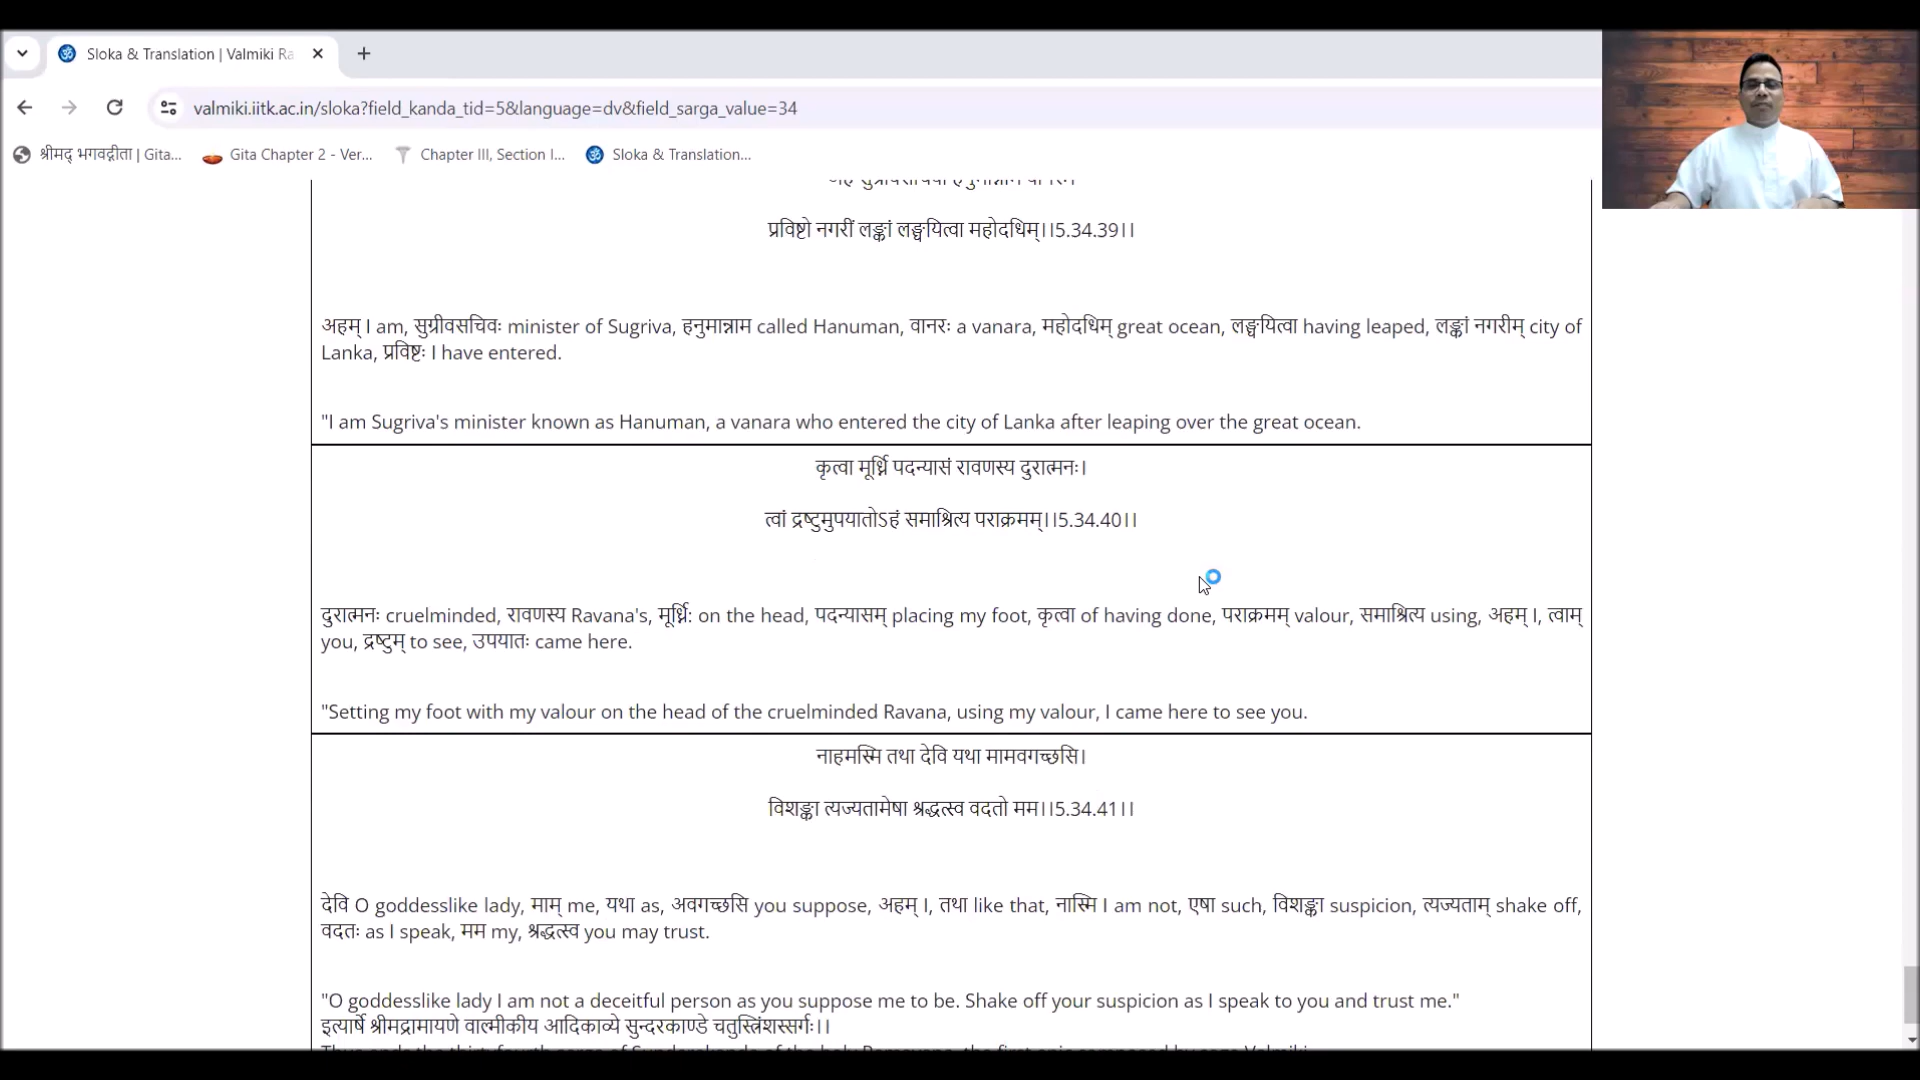 Sloka & Translation | Valmiki Ra
valmiki.iitk.ac.in/sloka?field_kanda_tid=5&language=dv&field_sarga_value=34
श्रीमद् भगवद्गीता | Gita... Gita Chapter 2 - Ver... Chapter III, Section I... Sloka & Translation...
प्रविष्टो नगरीं लङ्कां लङ्घयित्वा महोदधिम्।।5.34.39।।
अहम् I am, सुग्रीवसचिवः minister of Sugriva, हनुमान्नाम called Hanuman, वानरः a vanara, महोदधिम् great ocean, लङ्घयित्वा having leaped, लङ्कां नगरीम् city of
Lanka, प्रविष्टः I have entered.
"I am Sugriva's minister known as Hanuman, a vanara who entered the city of Lanka after leaping over the great ocean.
कृत्वा मूर्ध्नि पदन्यासं रावणस्य दुरात्मनः।
त्वां द्रष्टुमुपयातोऽहं समाश्रित्य पराक्रमम्।।5.34.40।।
दुरात्मनः cruelminded, रावणस्य Ravana's, मूर्ध्नि: on the head, पदन्यासम् placing my foot, कृत्वा of having done, पराक्रमम् valour, समाश्रित्य using, अहम् I, त्वाम्
you, द्रष्टुम् to see, उपयातः came here.
"Setting my foot with my valour on the head of the cruelminded Ravana, using my valour, I came here to see you.
नाहमस्मि तथा देवि यथा मामवगच्छसि।
विशङ्का त्यज्यतामेषा श्रद्धत्स्व वदतो मम।।5.34.41।।
देवि O goddesslike lady, माम् me, यथा as, अवगच्छसि you suppose, अहम् I, तथा like that, नास्मि I am not, एषा such, विशङ्का suspicion, त्यज्यताम् shake off,
वदतः as I speak, मम my, श्रद्धत्स्व you may trust.
"O goddesslike lady I am not a deceitful person as you suppose me to be. Shake off your suspicion as I speak to you and trust me."
इत्यार्षे श्रीमद्रामायणे वाल्मीकीय आदिकाव्ये सुन्दरकाण्डे चतुस्त्रिंशस्सर्गः।।